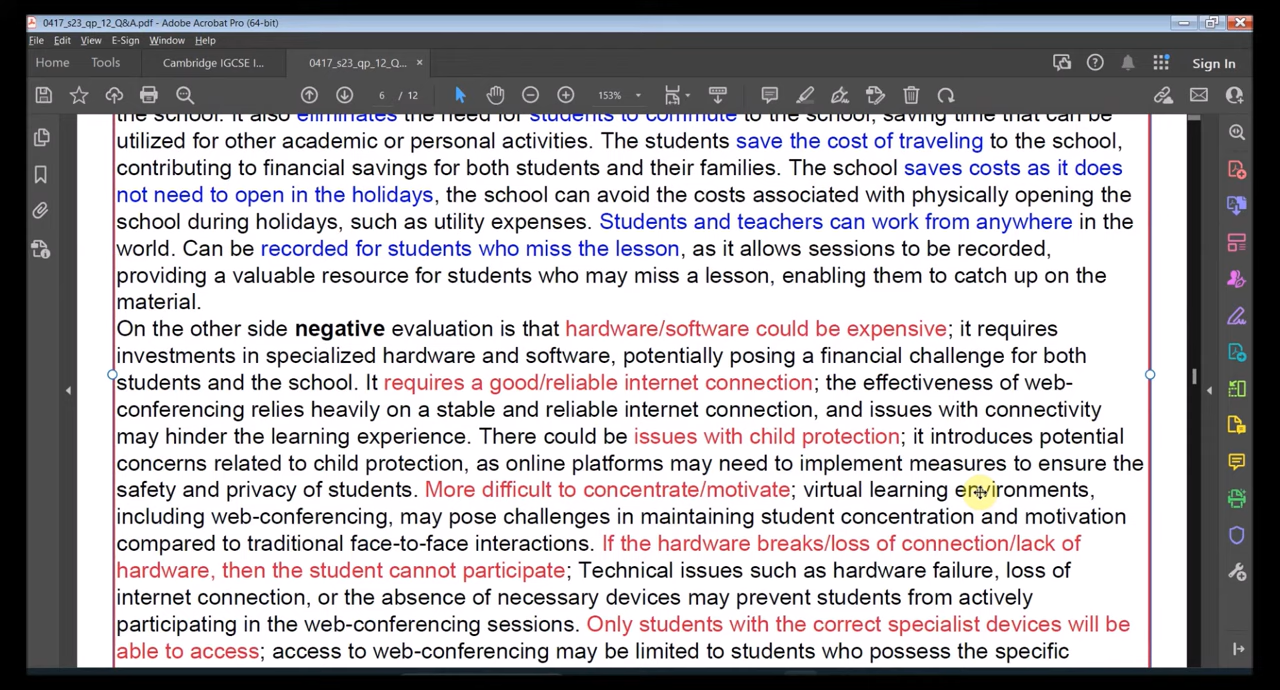 0417_s23_qp_12_Q&A.pdf - Adobe Acrobat Pro (64-bit)
File Edit View E-Sign Window Help
Home Tools Cambridge IGCSE I... 0417_s23_qp_12_Q... × Sign In
6 / 12 153%
the school. It also eliminates the need for students to commute to the school, saving time that can be
utilized for other academic or personal activities. The students save the cost of traveling to the school,
contributing to financial savings for both students and their families. The school saves costs as it does
not need to open in the holidays, the school can avoid the costs associated with physically opening the
school during holidays, such as utility expenses. Students and teachers can work from anywhere in the
world. Can be recorded for students who miss the lesson, as it allows sessions to be recorded,
providing a valuable resource for students who may miss a lesson, enabling them to catch up on the
material.
On the other side negative evaluation is that hardware/software could be expensive; it requires
investments in specialized hardware and software, potentially posing a financial challenge for both
students and the school. It requires a good/reliable internet connection; the effectiveness of web-
conferencing relies heavily on a stable and reliable internet connection, and issues with connectivity
may hinder the learning experience. There could be issues with child protection; it introduces potential
concerns related to child protection, as online platforms may need to implement measures to ensure the
safety and privacy of students. More difficult to concentrate/motivate; virtual learning environments,
including web-conferencing, may pose challenges in maintaining student concentration and motivation
compared to traditional face-to-face interactions. If the hardware breaks/loss of connection/lack of
hardware, then the student cannot participate; Technical issues such as hardware failure, loss of
internet connection, or the absence of necessary devices may prevent students from actively
participating in the web-conferencing sessions. Only students with the correct specialist devices will be
able to access; access to web-conferencing may be limited to students who possess the specific